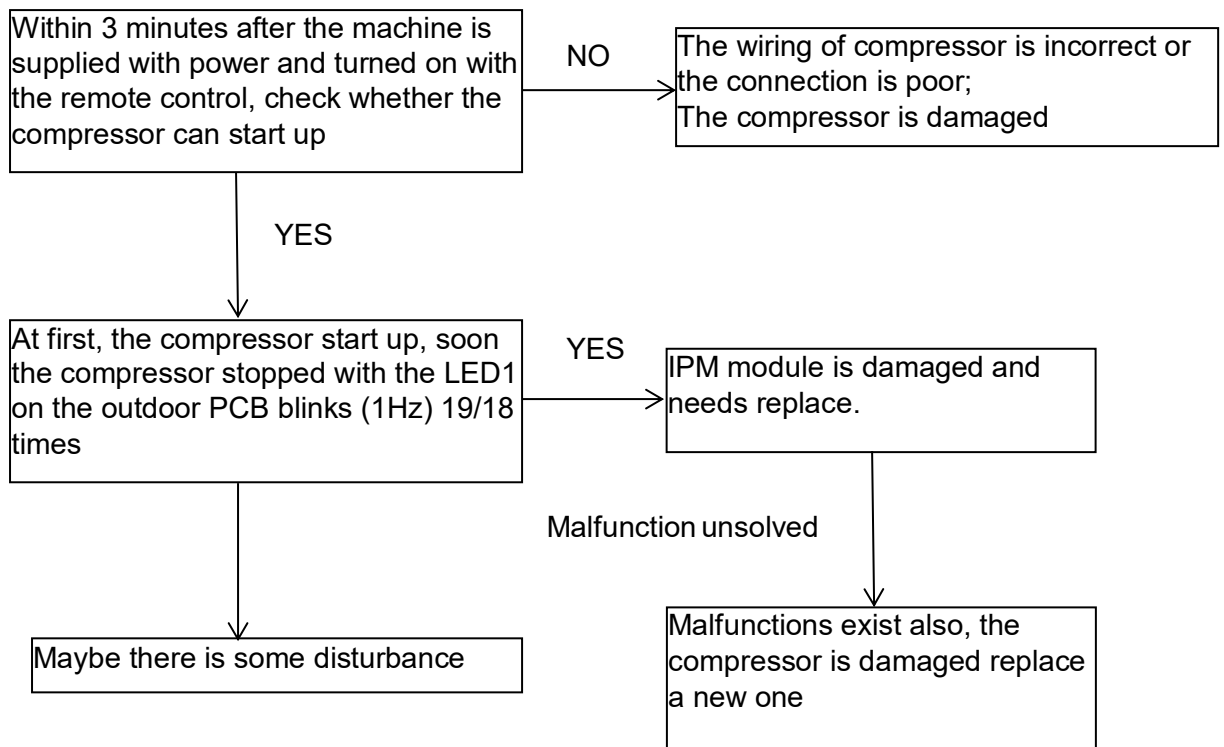 Within 3 minutes after the machine is
supplied with power and turned on with
the remote control, check whether the
compressor can start up
NO
The wiring of compressor is incorrect or
the connection is poor;
The compressor is damaged
YES
At first, the compressor start up, soon
the compressor stopped with the LED1
on the outdoor PCB blinks (1Hz) 19/18
times
YES
IPM module is damaged and
needs replace.
Malfunction unsolved
Maybe there is some disturbance
Malfunctions exist also, the
compressor is damaged replace
a new one